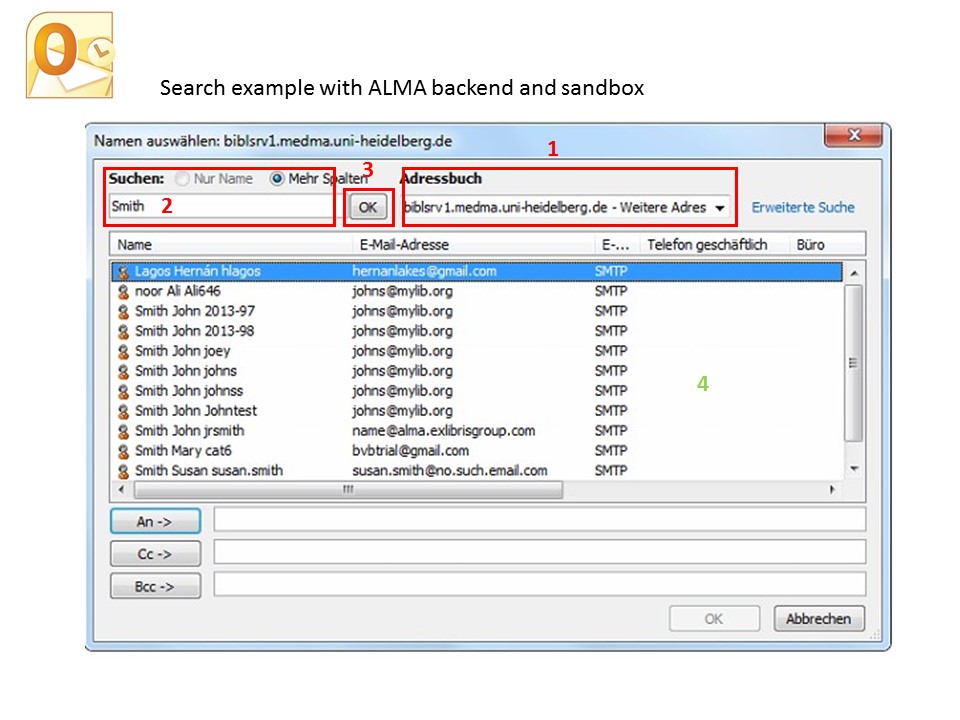 Search example with ALMA backend and sandbox
Namen auswählen: biblsrv1.medma.uni-heidelberg.de
1
Suchen: Nur Name Mehr Spalten 3 Adressbuch
Smith 2 OK biblsrv1.medma.uni-heidelberg.de - Weitere Adres Erweiterte Suche
Name E-Mail-Adresse E-... Telefon geschäftlich Büro
Lagos Hernán hlagos hernanlakes@gmail.com SMTP
noor Ali Ali646 johns@mylib.org SMTP
Smith John 2013-97 johns@mylib.org SMTP
Smith John 2013-98 johns@mylib.org SMTP
Smith John joey johns@mylib.org SMTP
Smith John johns johns@mylib.org SMTP
Smith John johnss johns@mylib.org SMTP
4
Smith John Johntest johns@mylib.org SMTP
Smith John jrsmith name@alma.exlibrisgroup.com SMTP
Smith Mary cat6 bvbtrial@gmail.com SMTP
Smith Susan susan.smith susan.smith@no.such.email.com SMTP
An ->
Cc ->
Bcc ->
OK Abbrechen